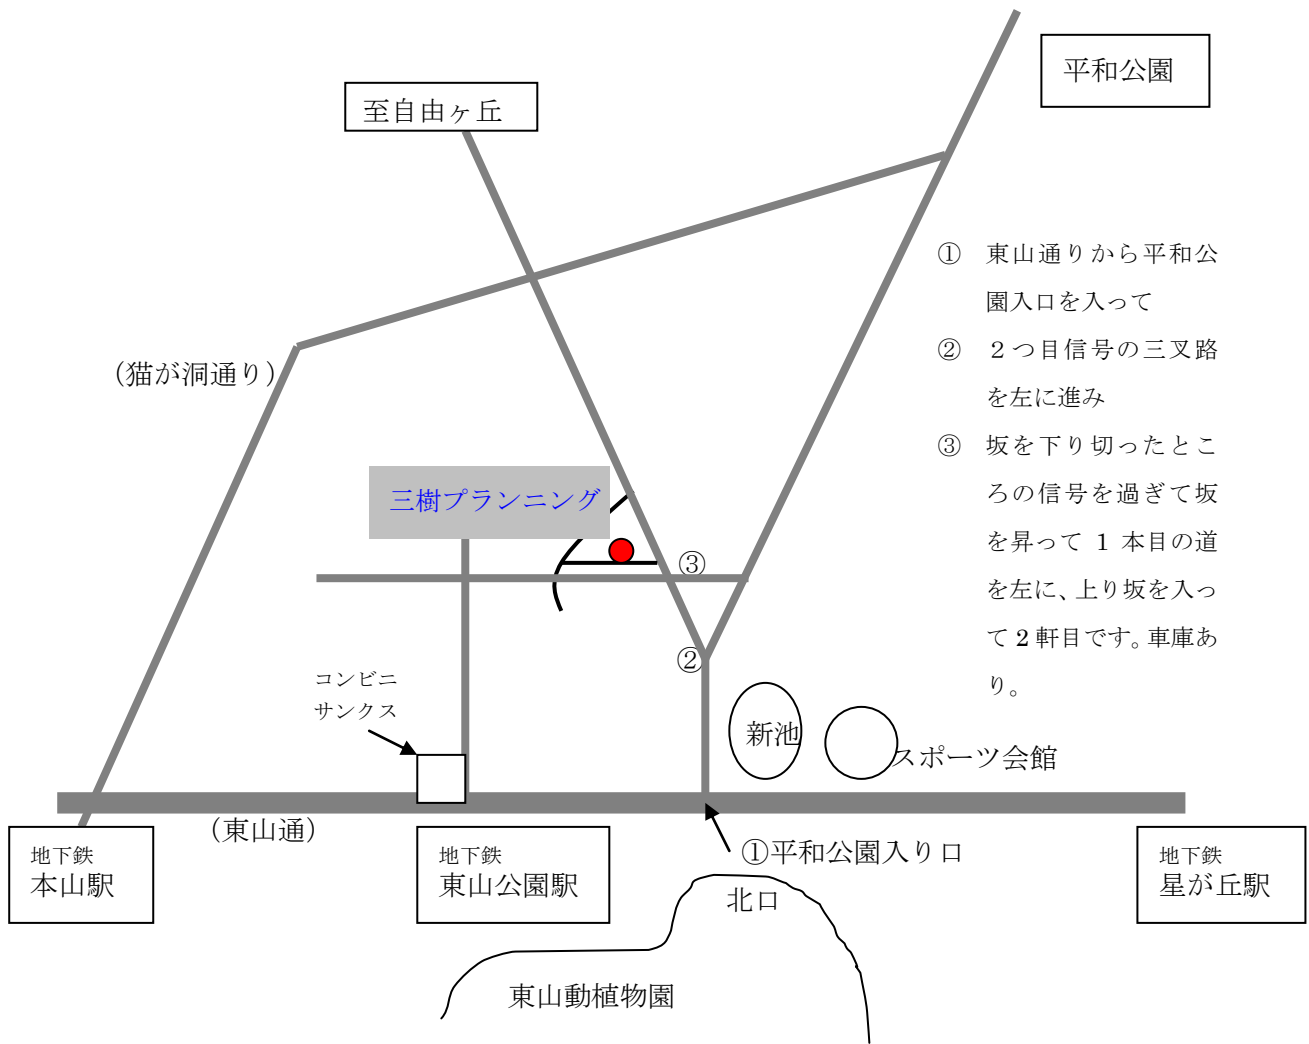 平和公園
至自由ヶ丘
① 東山通りから平和公
園入口を入って
② ２つ目信号の三叉路
を左に進み
③ 坂を下り切ったとこ
ろの信号を過ぎて坂
を昇って 1 本目の道
を左に、上り坂を入っ
て 2 軒目です。車庫あ
り。
（猫が洞通り）
三樹プランニング
③
②
コンビニ
サンクス
新池
スポーツ会館
（東山通）
①平和公園入り口
地下鉄
本山駅
地下鉄
東山公園駅
地下鉄
星が丘駅
北口
東山動植物園